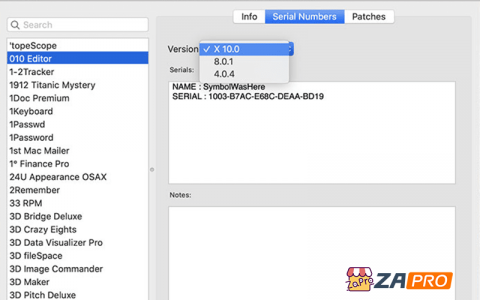 Search
'topeScope
010 Editor
1-2Tracker
1912 Titanic Mystery
1Doc Premium
1Keyboard
1Passwd
1Password
1st Mac Mailer
1° Finance Pro
24U Appearance OSAX
2Remember
33 RPM
3D Bridge Deluxe
3D Crazy Eights
3D Data Visualizer Pro
3D fileSpace
3D Image Commander
3D Maker
3D Pitch Deluxe
Info Serial Numbers Patches
Version
✓ X 10.0
8.0.1
4.0.4
Serials:
NAME : SymbolWasHere
SERIAL : 1003-B7AC-E68C-DEAA-BD19
Notes:
ZaPro
ZAPRO